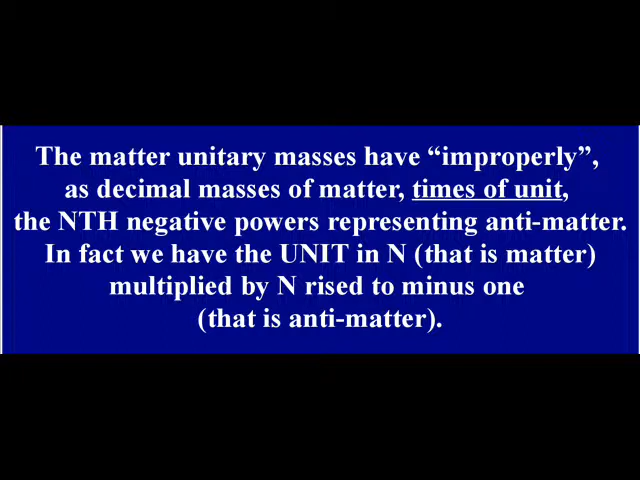 The matter unitary masses have “improperly”,
as decimal masses of matter, times of unit,
the NTH negative powers representing anti-matter.
In fact we have the UNIT in N (that is matter)
multiplied by N rised to minus one
(that is anti-matter).